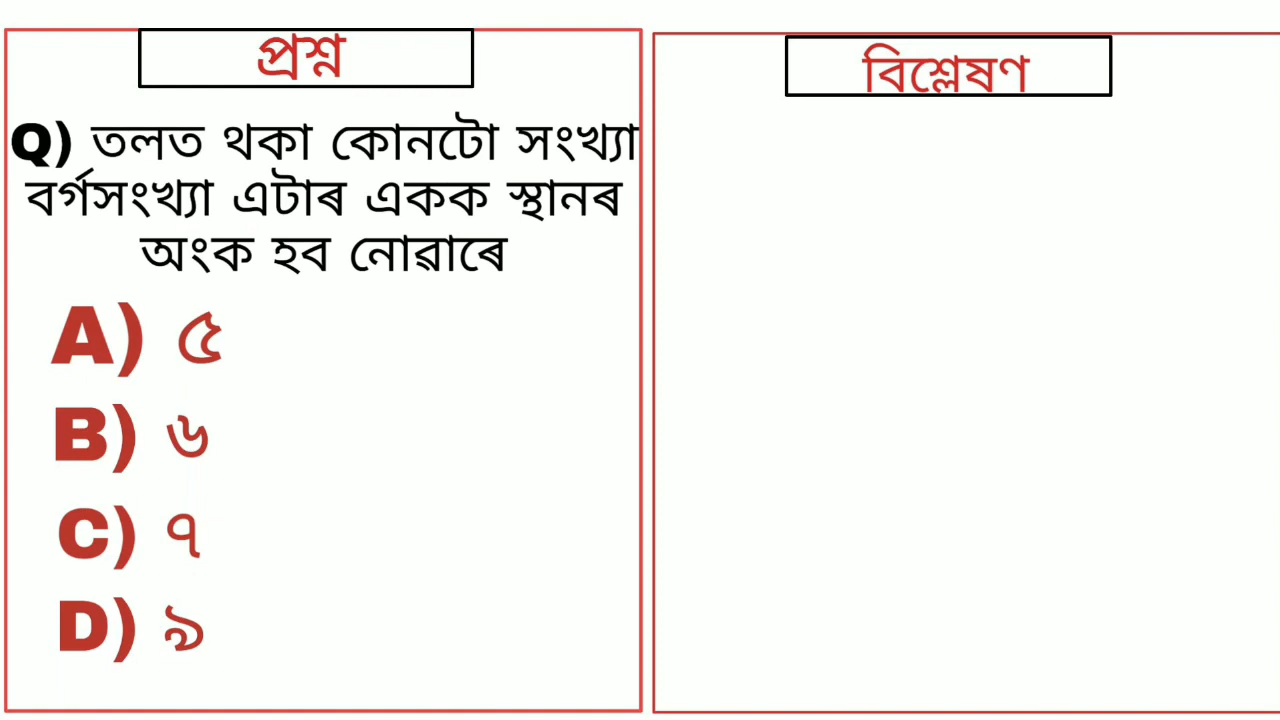 প্ৰশ্ন
Q) তলত থকা কোনটো সংখ্যা
বৰ্গসংখ্যা এটাৰ একক স্থানৰ
অংক হব নোৱাৰে
A) ৫
B) ৬
C) ৭
D) ৯
বিশ্লেষণ